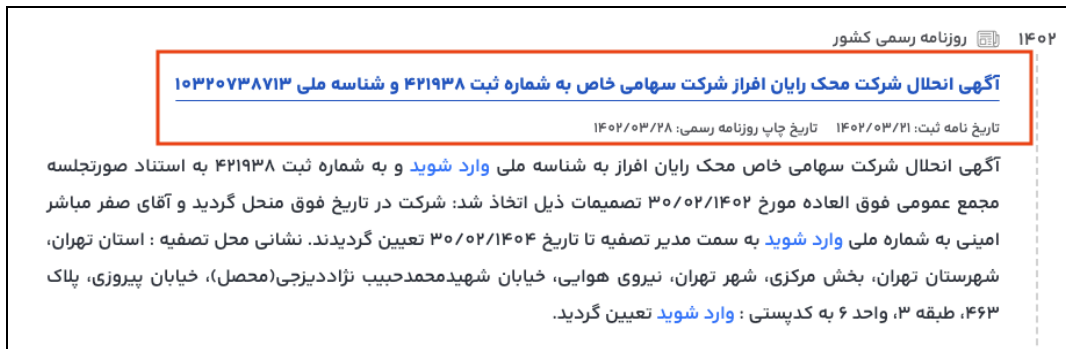 ۱۴۰۲ روزنامه رسمی کشور
آگهی انحلال شرکت محک رایان افراز شرکت سهامی خاص به شماره ثبت ۴۲۱۹۳۸ و شناسه ملی ۱۰۳۲۰۷۳۸۷۱۳
تاریخ نامه ثبت: ۱۴۰۲/۰۳/۲۱ تاریخ چاپ روزنامه رسمی: ۱۴۰۲/۰۳/۲۸
آگهی انحلال شرکت سهامی خاص محک رایان افراز به شناسه ملی وارد شوید و به شماره ثبت ۴۲۱۹۳۸ به استناد صورتجلسه
مجمع عمومی فوق العاده مورخ ۳۰/۰۲/۱۴۰۲ تصمیمات ذیل اتخاذ شد: شرکت در تاریخ فوق منحل گردید و آقای صفر مباشر
امینی به شماره ملی وارد شوید به سمت مدیر تصفیه تا تاریخ ۳۰/۰۲/۱۴۰۴ تعیین گردیدند. نشانی محل تصفیه : استان تهران،
شهرستان تهران، بخش مرکزی، شهر تهران، نیروی هوایی، خیابان شهیدمحمدحبیب نژاددیزجی(محصل)، خیابان پیروزی، پلاک
۴۶۳، طبقه ۳، واحد ۶ به کدپستی : وارد شوید تعیین گردید.